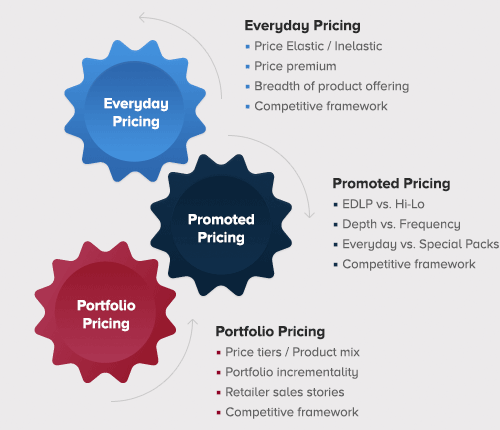 Everyday Pricing
Price Elastic / Inelastic
Price premium
Breadth of product offering
Competitive framework
Everyday
Pricing
Promoted Pricing
EDLP vs. Hi-Lo
Depth vs. Frequency
Everyday vs. Special Packs
Competitive framework
Promoted
Pricing
Portfolio Pricing
Price tiers / Product mix
Portfolio incrementality
Retailer sales stories
Competitive framework
Portfolio
Pricing